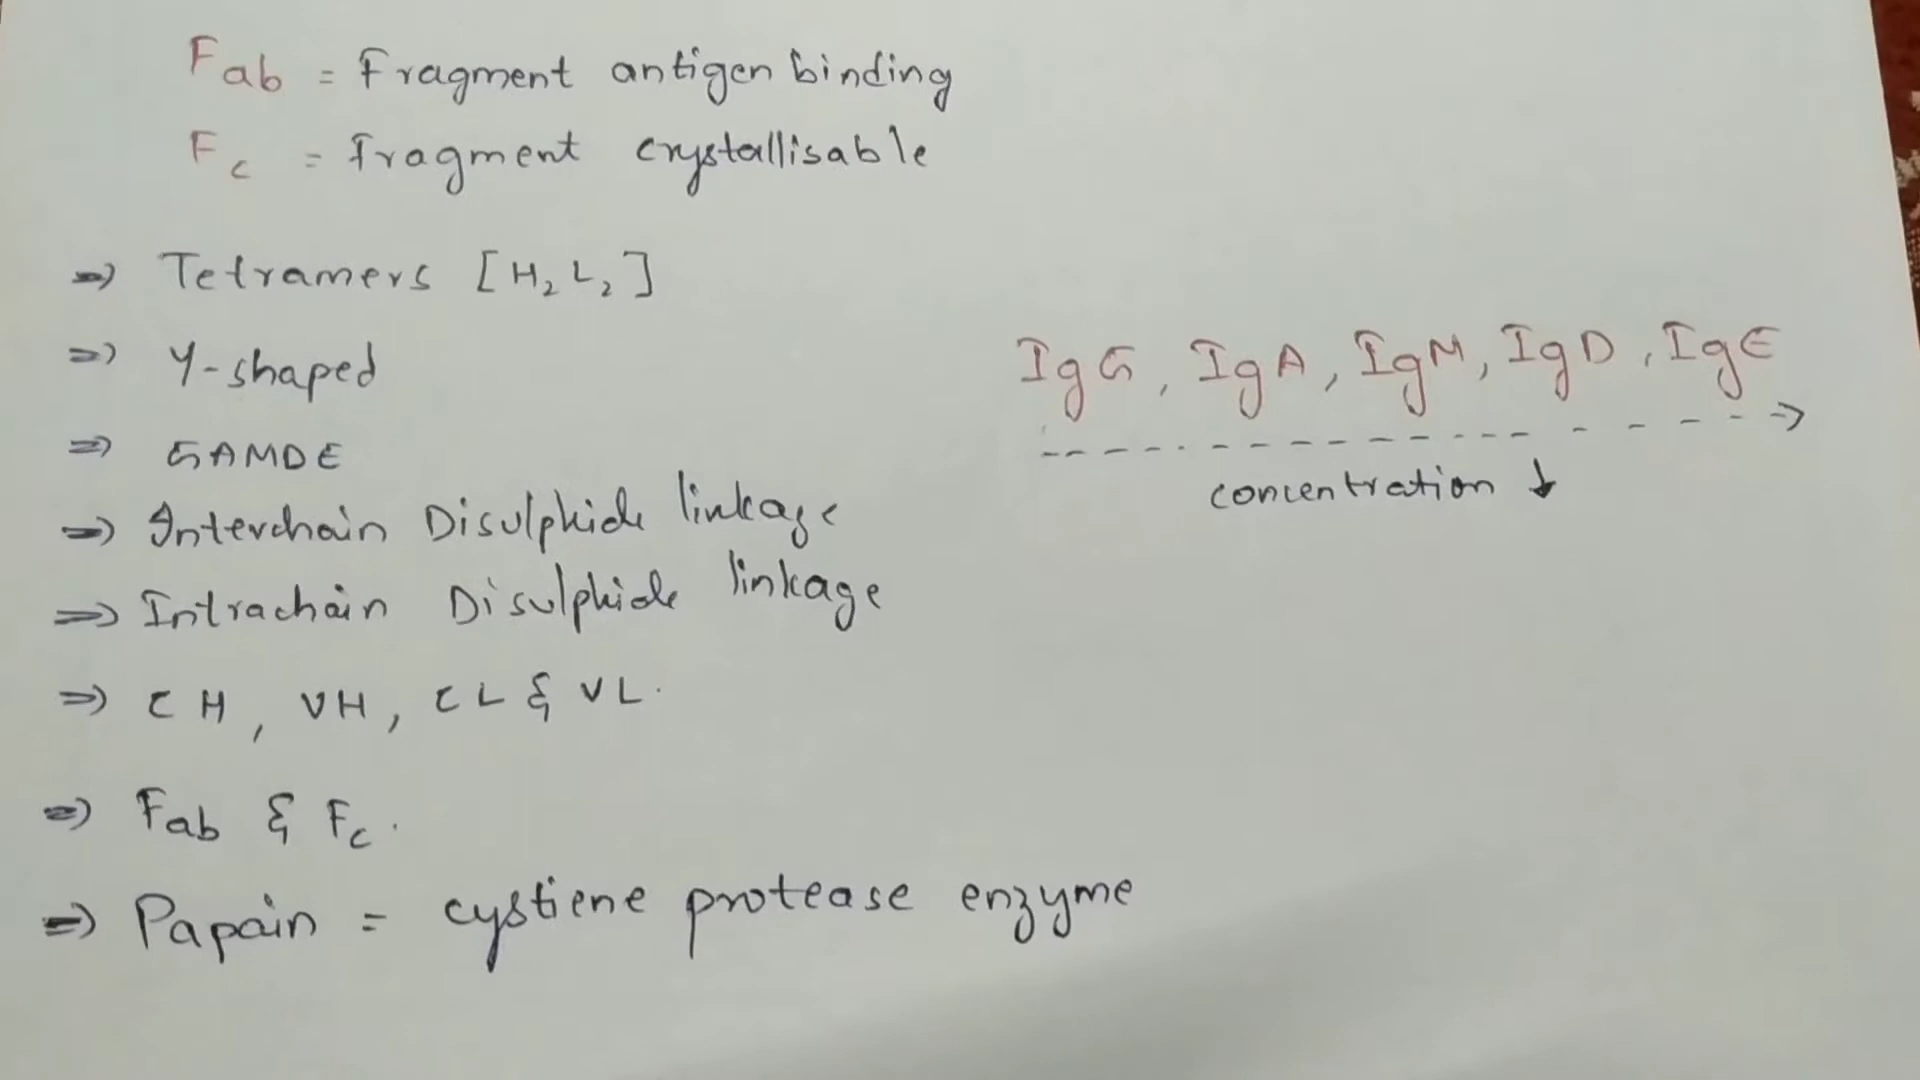 Fab = Fragment antigen binding
Fc = fragment crystallisable
⇒ Tetramers [H₂L₂]
⇒ Y-shaped
⇒ GAMDE
⇒ Interchain Disulphide linkage
⇒ Intrachain Disulphide linkage
⇒ CH, VH, CL & VL.
⇒ Fab & Fc.
⇒ Papain = cystiene protease enzyme
IgG, IgA, IgM, IgD, IgE
concentration ↓